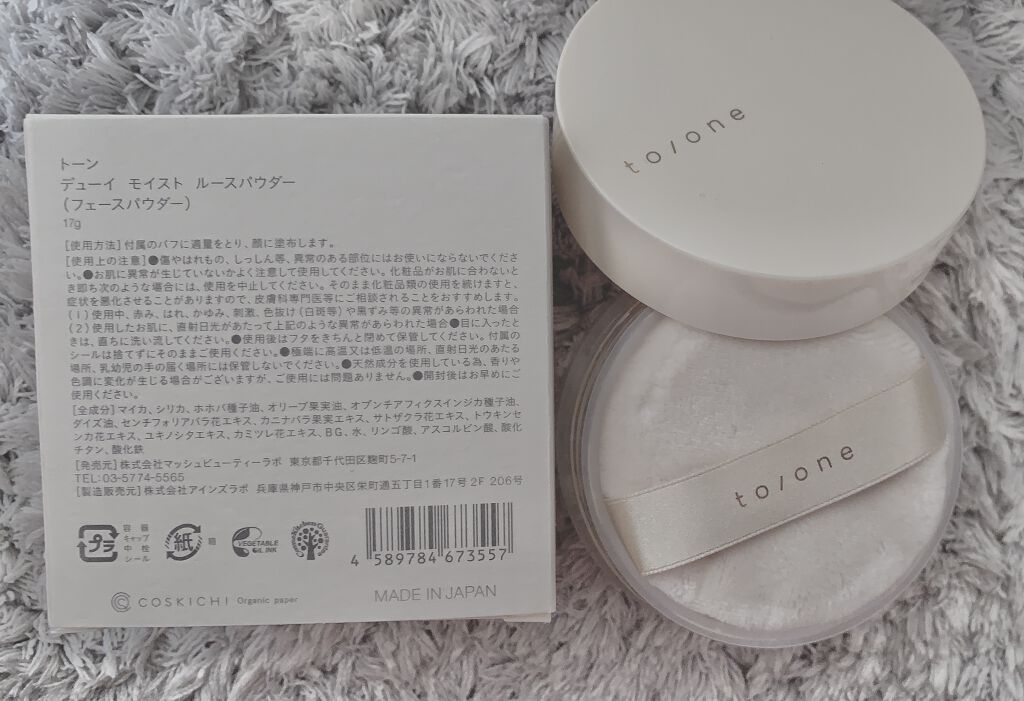 トーン
デューイ モイスト ルースパウダー
（フェースパウダー）
17g
［使用方法］付属のパフに適量をとり、顔に塗布します。
［使用上の注意］●傷やはれもの、しっしん等、異常のある部位にはお使いにならないでくださ
い。●お肌に異常が生じていないかよく注意して使用してください。化粧品がお肌に合わないと
き即ち次のような場合には、使用を中止してください。そのまま化粧品類の使用を続けますと、
症状を悪化させることがありますので、皮膚科専門医等にご相談されることをおすすめします。
（1）使用中、赤み、はれ、かゆみ、刺激、色抜け（白斑等）や黒ずみ等の異常があらわれた場合
（2）使用したお肌に、直射日光があたって上記のような異常があらわれた場合●目に入ったと
きは、直ちに洗い流してください。●使用後はフタをきちんと閉めて保管してください。付属の
シールは捨てずにそのままご使用ください。●極端に高温又は低温の場所、直射日光のあたる
場所、乳幼児の手の届く場所には保管しないでください。●天然成分を使用している為、香りや
色調に変化が生じる場合がございますが、ご使用には問題ありません。●開封後はお早めにご
使用ください。
［全成分］マイカ、シリカ、ホホバ種子油、オリーブ果実油、オプンチアフィクスインジカ種子油、
ダイズ油、センチフォリアバラ花エキス、カニナバラ果実エキス、サトザクラ花エキス、トウキンセ
ンカ花エキス、ユキノシタエキス、カミツレ花エキス、BG、水、リンゴ酸、アスコルビン酸、酸化
チタン、酸化鉄
［発売元］株式会社マッシュビューティーラボ 東京都千代田区麹町5-7-1
TEL:03-5774-5565
［製造販売元］株式会社アインズラボ 兵庫県神戸市中央区栄町通五丁目1番17号 2F 206号
プラ
容器
キャップ
中栓
シール
紙
箱
VEGETABLE
OIL INK
4 589784 673557
COSKICHI Organic paper
MADE IN JAPAN
to/one
to/one